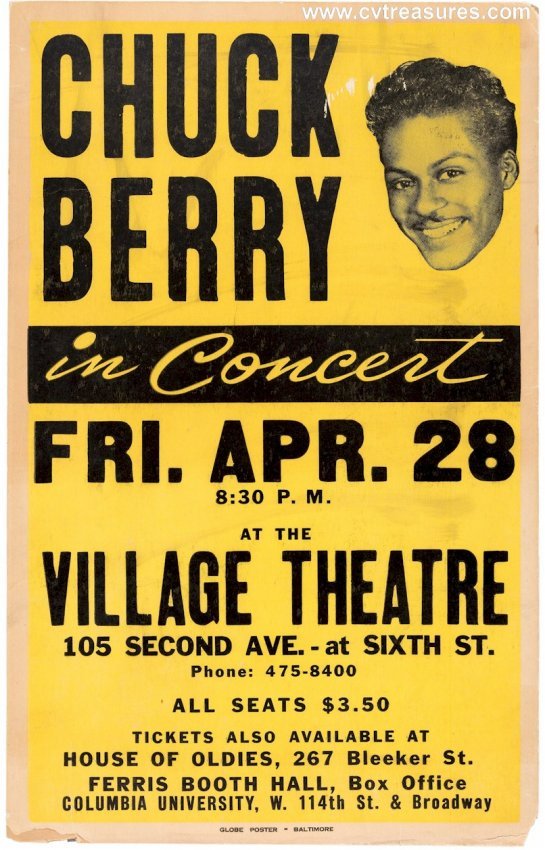 www.cvtreasures.com
CHUCK
BERRY
in Concert
FRI. APR. 28
8:30 P. M.
AT THE
VILLAGE THEATRE
105 SECOND AVE. - at SIXTH ST.
Phone: 475-8400
ALL SEATS $3.50
TICKETS ALSO AVAILABLE AT
HOUSE OF OLDIES, 267 Bleeker St.
FERRIS BOOTH HALL, Box Office
COLUMBIA UNIVERSITY, W. 114th St. & Broadway
GLOBE POSTER - BALTIMORE